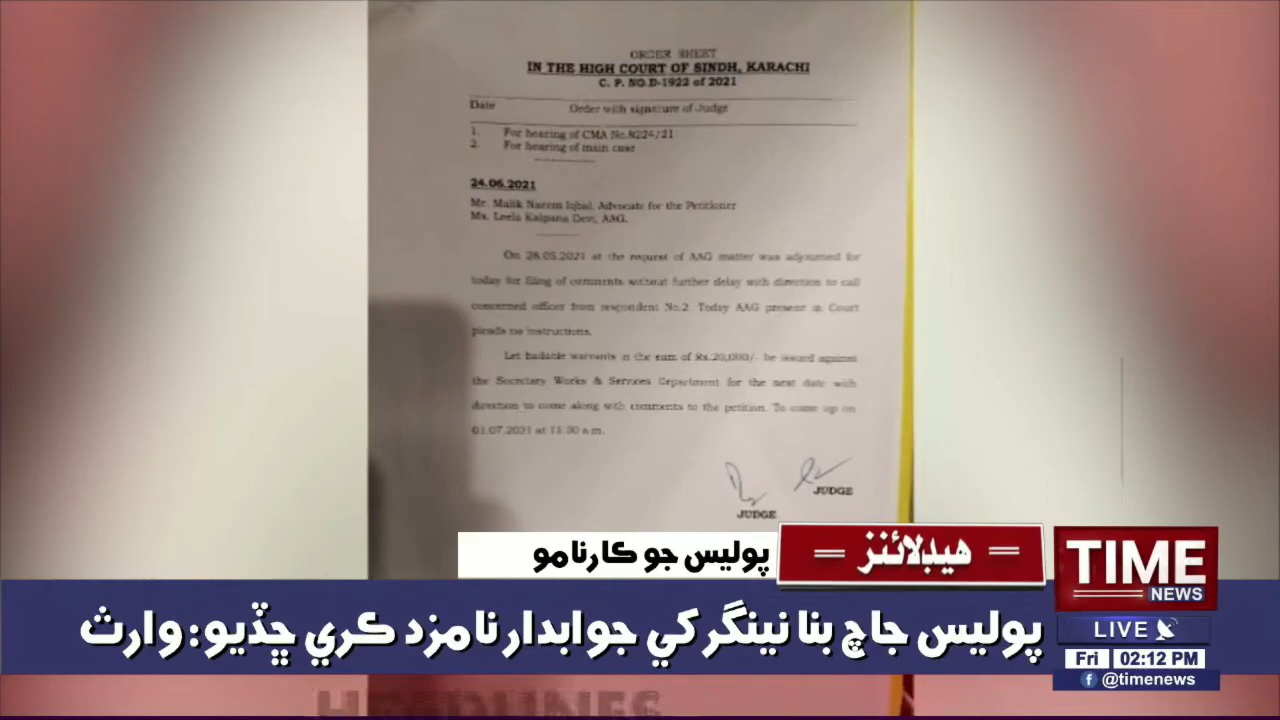 ORDER SHEET
IN THE HIGH COURT OF SINDH, KARACHI
C. P. NO.D-1922 of 2021
Date Order with signature of Judge
1. For hearing of CMA No.8224/21
2. For hearing of main case
24.06.2021
Mr. Malik Naeem Iqbal, Advocate for the Petitioner
Ms. Leela Kalpana Devi, AAG.
On 28.05.2021 at the request of AAG matter was adjourned for
today for filing of comments without further delay with direction to call
concerned officer from respondent No.2. Today AAG present in Court
pleads no instructions.
Let bailable warrants in the sum of Rs.20,000/- be issued against
the Secretary Works & Services Department for the next date with
direction to come along with comments to the petition. To come up on
01.07.2021 at 11:30 a.m.
JUDGE
JUDGE
هيڊلائنز
پوليس جو ڪارنامو
پوليس جاچ بنا نينگر کي جوابدار نامزد ڪري ڇڏيو: وارث
TIME
NEWS
LIVE
Fri 02:12 PM
@timenews
HEADLINES